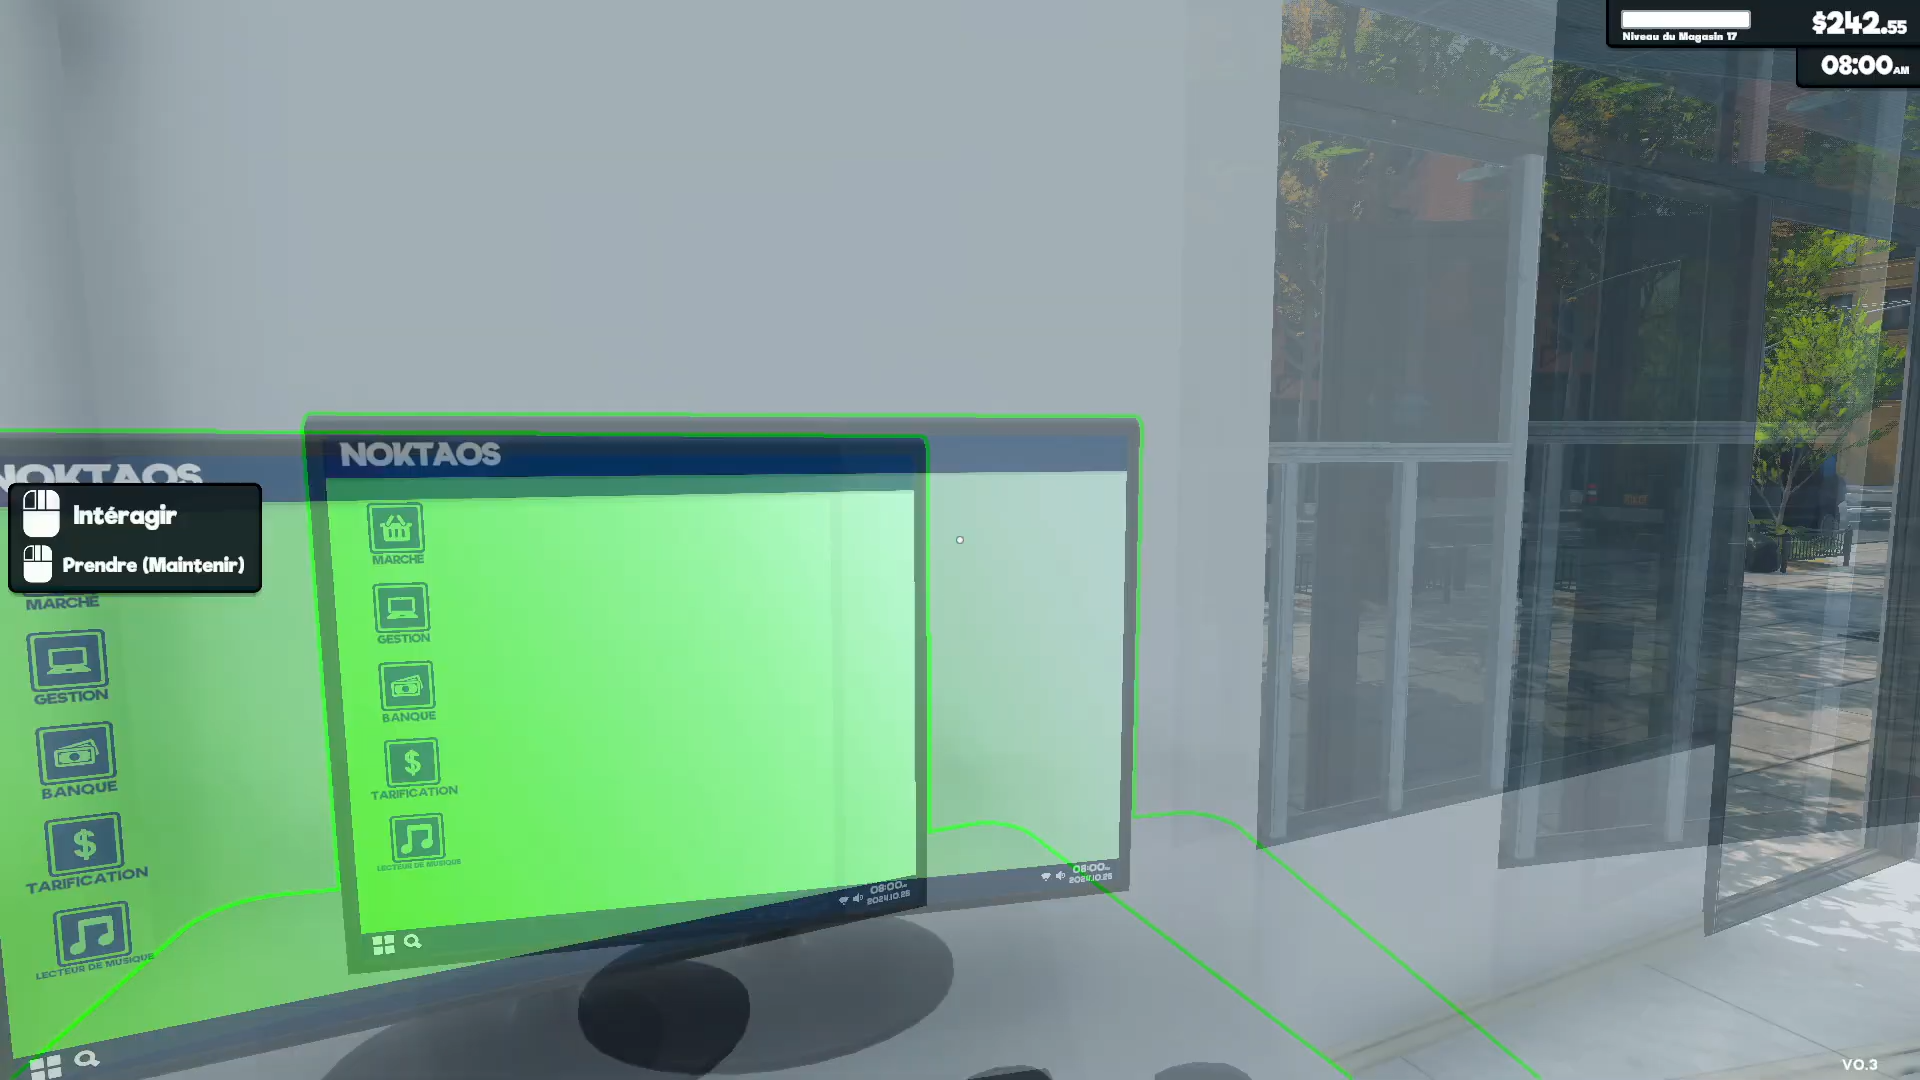 $242.55
Niveau du Magasin 17
08:00AM
NOKTAOS
NOKTAOS
Intéragir
Prendre (Maintenir)
MARCHE
GESTION
BANQUE
TARIFICATION
LECTEUR DE MUSIQUE
MARCHE
GESTION
BANQUE
TARIFICATION
LECTEUR DE MUSIQUE
08:00
2024.10.25
08:00
2024.10.25
V0.3